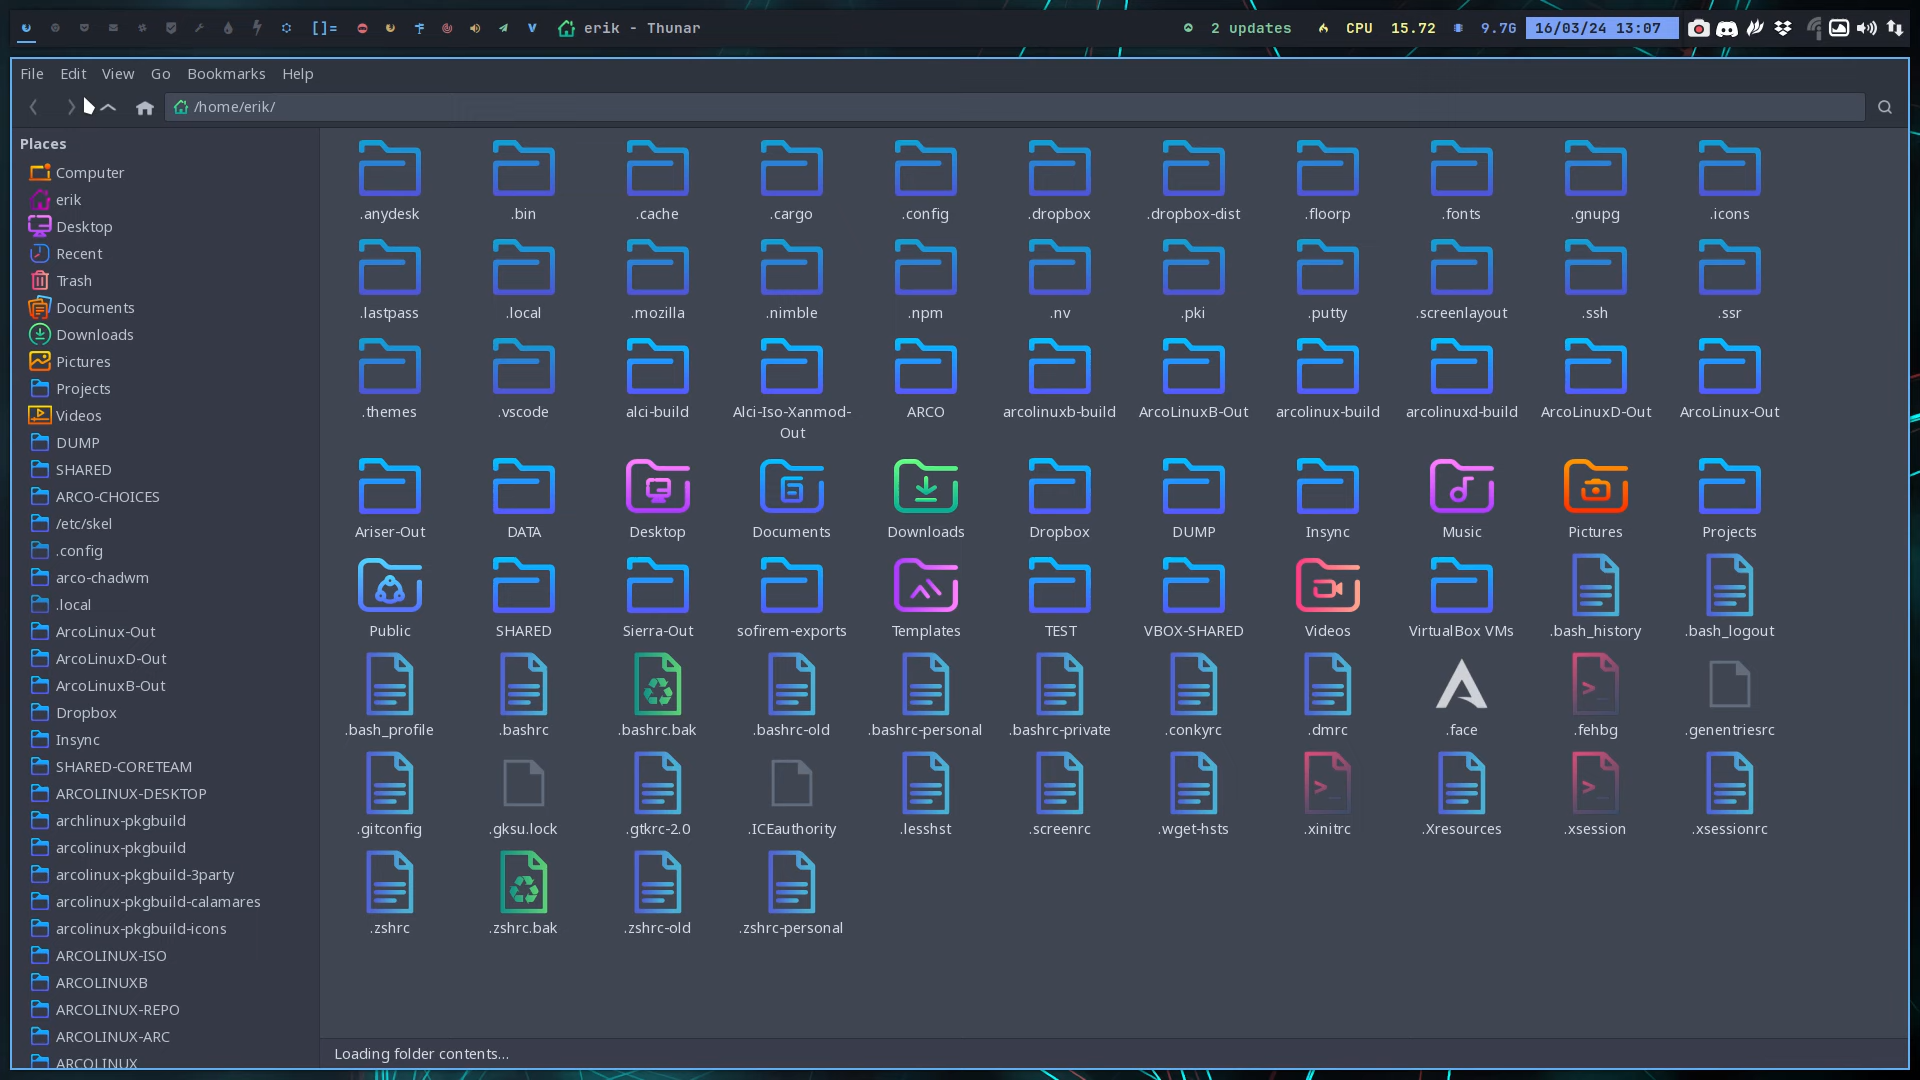 []= erik - Thunar 2 updates CPU 15.72 9.7G 16/03/24 13:07
File Edit View Go Bookmarks Help
/home/erik/
Places
Computer
erik
Desktop
Recent
Trash
Documents
Downloads
Pictures
Projects
Videos
DUMP
SHARED
ARCO-CHOICES
/etc/skel
.config
arco-chadwm
.local
ArcoLinux-Out
ArcoLinuxD-Out
ArcoLinuxB-Out
Dropbox
Insync
SHARED-CORETEAM
ARCOLINUX-DESKTOP
archlinux-pkgbuild
arcolinux-pkgbuild
arcolinux-pkgbuild-3party
arcolinux-pkgbuild-calamares
arcolinux-pkgbuild-icons
ARCOLINUX-ISO
ARCOLINUXB
ARCOLINUX-REPO
ARCOLINUX-ARC
ARCOLINUX
.anydesk .bin .cache .cargo .config .dropbox .dropbox-dist .floorp .fonts .gnupg .icons
.lastpass .local .mozilla .nimble .npm .nv .pki .putty .screenlayout .ssh .ssr
.themes .vscode alci-build Alci-Iso-Xanmod- ARCO arcolinuxb-build ArcoLinuxB-Out arcolinux-build arcolinuxd-build ArcoLinuxD-Out ArcoLinux-Out
Out
Ariser-Out DATA Desktop Documents Downloads Dropbox DUMP Insync Music Pictures Projects
Public SHARED Sierra-Out sofirem-exports Templates TEST VBOX-SHARED Videos VirtualBox VMs .bash_history .bash_logout
.bash_profile .bashrc .bashrc.bak .bashrc-old .bashrc-personal .bashrc-private .conkyrc .dmrc .face .fehbg .genentriesrc
.gitconfig .gksu.lock .gtkrc-2.0 .ICEauthority .lesshst .screenrc .wget-hsts .xinitrc .Xresources .xsession .xsessionrc
.zshrc .zshrc.bak .zshrc-old .zshrc-personal
Loading folder contents...